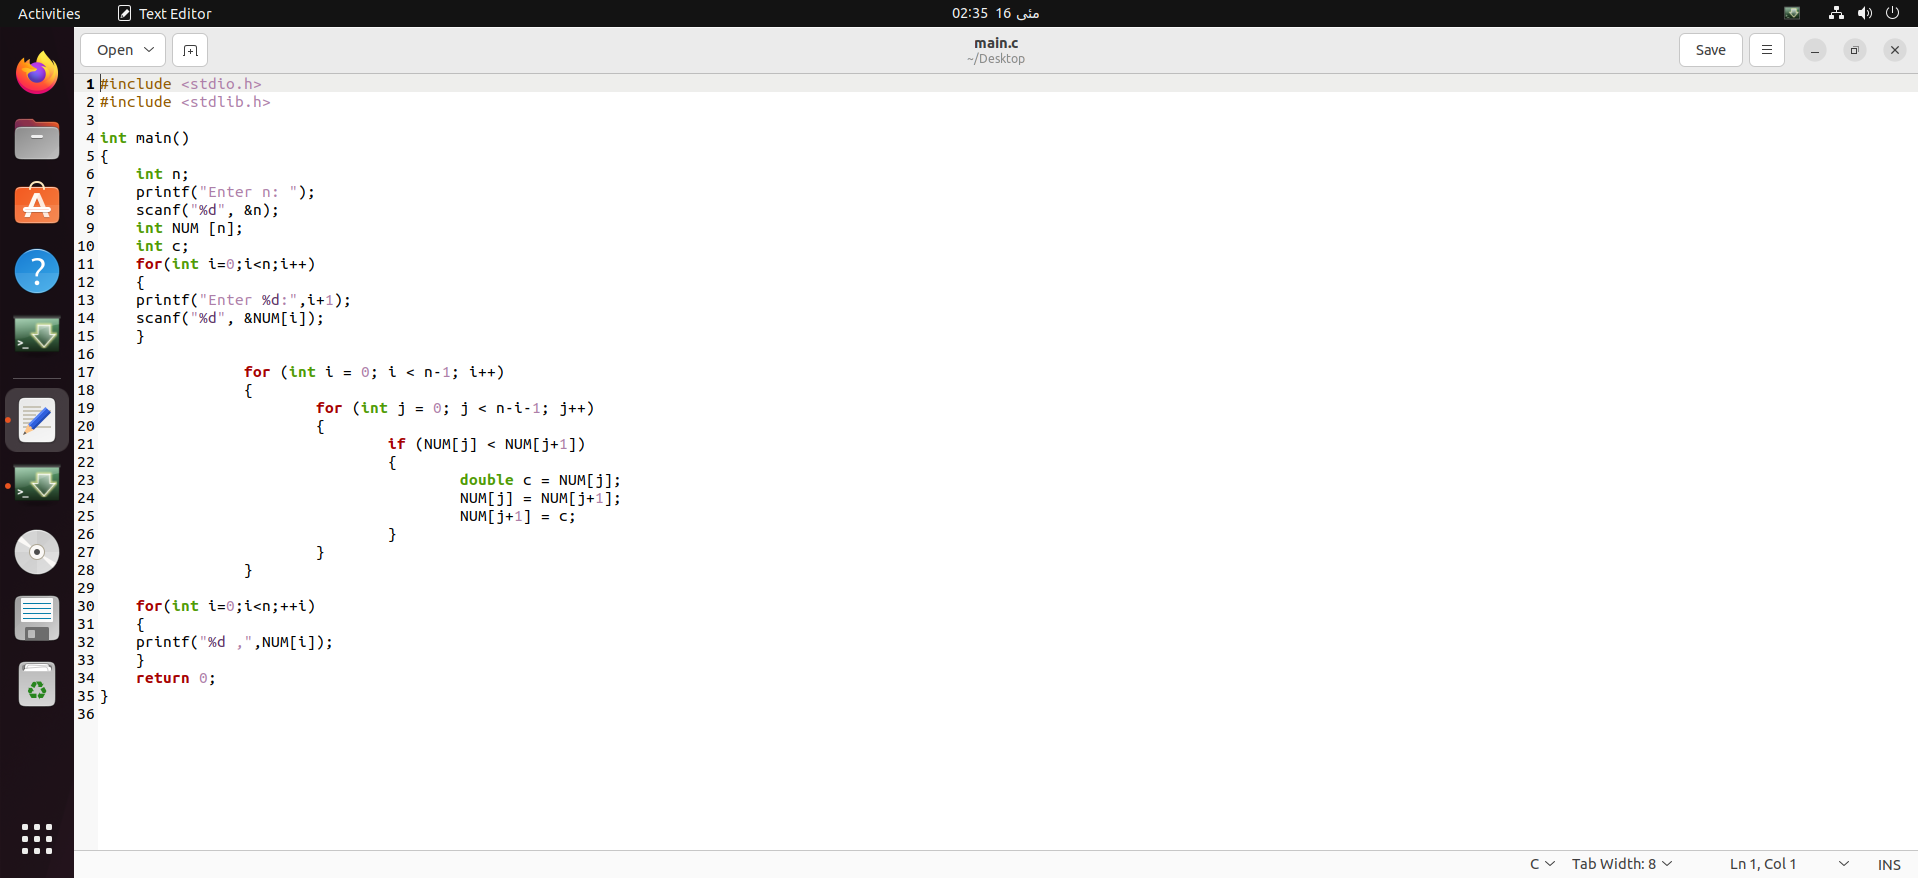 Activities Text Editor 02:35 16 مئی
Open main.c Save
~/Desktop
1 #include <stdio.h>
2 #include <stdlib.h>
3
4 int main()
5 {
6     int n;
7     printf("Enter n: ");
8     scanf("%d", &n);
9     int NUM [n];
10     int c;
11     for(int i=0;i<n;i++)
12     {
13     printf("Enter %d:",i+1);
14     scanf("%d", &NUM[i]);
15     }
16
17                 for (int i = 0; i < n-1; i++)
18                 {
19                         for (int j = 0; j < n-i-1; j++)
20                         {
21                                 if (NUM[j] < NUM[j+1])
22                                 {
23                                         double c = NUM[j];
24                                         NUM[j] = NUM[j+1];
25                                         NUM[j+1] = c;
26                                 }
27                         }
28                 }
29
30     for(int i=0;i<n;++i)
31     {
32     printf("%d ,",NUM[i]);
33     }
34     return 0;
35 }
36
C Tab Width: 8 Ln 1, Col 1 INS